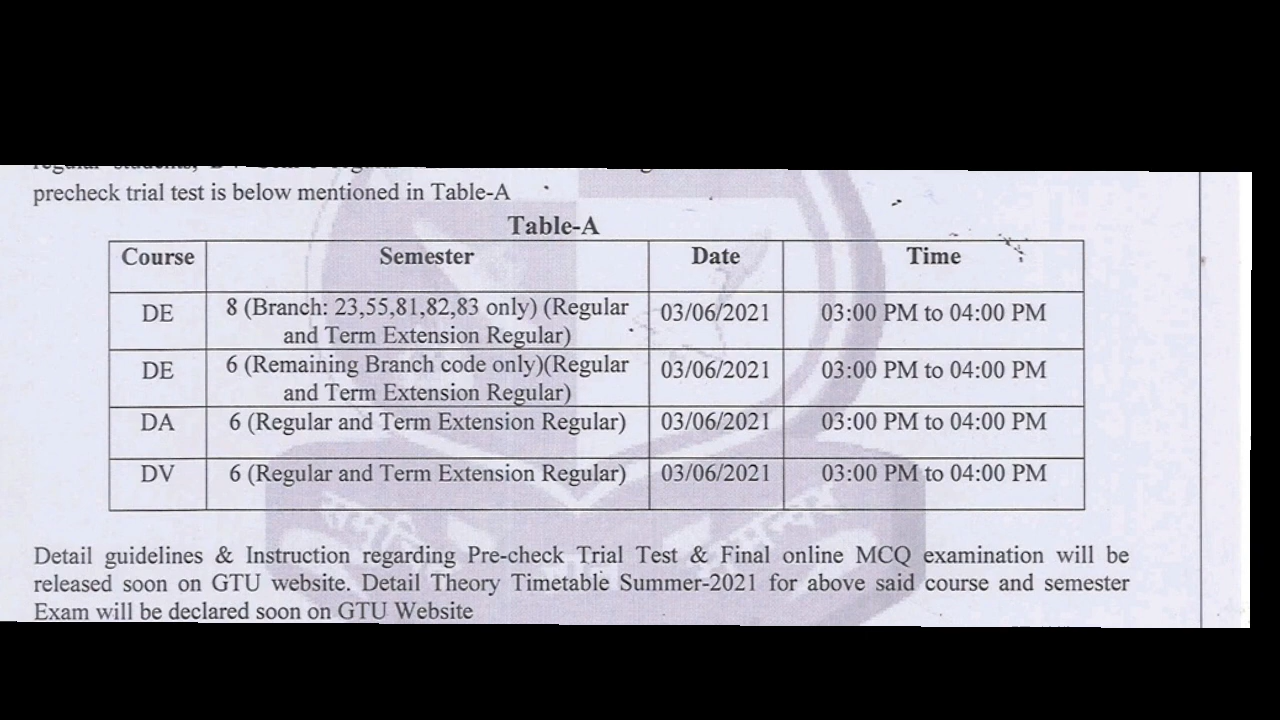 precheck trial test is below mentioned in Table-A
Table-A
Course Semester Date Time
DE 8 (Branch: 23,55,81,82,83 only) (Regular and Term Extension Regular) 03/06/2021 03:00 PM to 04:00 PM
DE 6 (Remaining Branch code only)(Regular and Term Extension Regular) 03/06/2021 03:00 PM to 04:00 PM
DA 6 (Regular and Term Extension Regular) 03/06/2021 03:00 PM to 04:00 PM
DV 6 (Regular and Term Extension Regular) 03/06/2021 03:00 PM to 04:00 PM
Detail guidelines & Instruction regarding Pre-check Trial Test & Final online MCQ examination will be
released soon on GTU website. Detail Theory Timetable Summer-2021 for above said course and semester
Exam will be declared soon on GTU Website